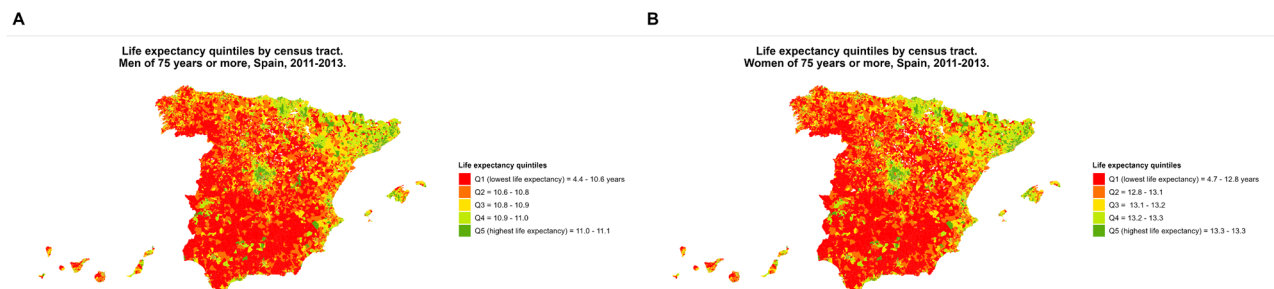 A
Life expectancy quintiles by census tract.
Men of 75 years or more, Spain, 2011-2013.
Life expectancy quintiles
Q1 (lowest life expectancy) = 4.4 - 10.6 years
Q2 = 10.6 - 10.8
Q3 = 10.8 - 10.9
Q4 = 10.9 - 11.0
Q5 (highest life expectancy) = 11.0 - 11.1
B
Life expectancy quintiles by census tract.
Women of 75 years or more, Spain, 2011-2013.
Life expectancy quintiles
Q1 (lowest life expectancy) = 4.7 - 12.8 years
Q2 = 12.8 - 13.1
Q3 = 13.1 - 13.2
Q4 = 13.2 - 13.3
Q5 (highest life expectancy) = 13.3 - 13.3